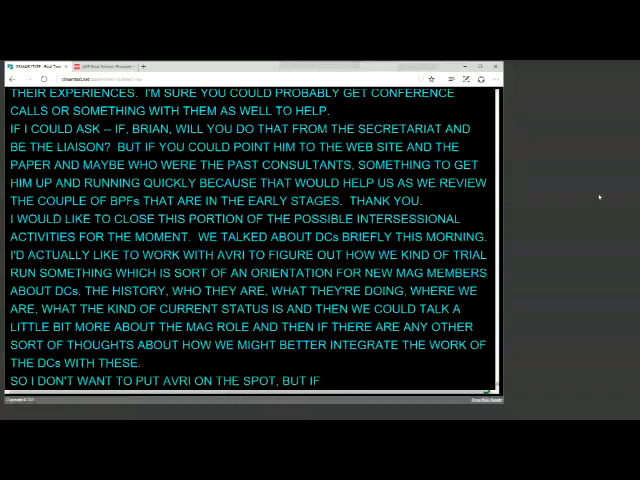 THEIR EXPERIENCES. I'M SURE YOU COULD PROBABLY GET CONFERENCE
CALLS OR SOMETHING WITH THEM AS WELL TO HELP.
IF I COULD ASK -- IF, BRIAN, WILL YOU DO THAT FROM THE SECRETARIAT AND
BE THE LIAISON? BUT IF YOU COULD POINT HIM TO THE WEB SITE AND THE
PAPER AND MAYBE WHO WERE THE PAST CONSULTANTS, SOMETHING TO GET
HIM UP AND RUNNING QUICKLY BECAUSE THAT WOULD HELP US AS WE REVIEW
THE COUPLE OF BPFs THAT ARE IN THE EARLY STAGES. THANK YOU.
I WOULD LIKE TO CLOSE THIS PORTION OF THE POSSIBLE INTERSESSIONAL
ACTIVITIES FOR THE MOMENT. WE TALKED ABOUT DCs BRIEFLY THIS MORNING.
I'D ACTUALLY LIKE TO WORK WITH AVRI TO FIGURE OUT HOW WE KIND OF TRIAL
RUN SOMETHING WHICH IS SORT OF AN ORIENTATION FOR NEW MAG MEMBERS
ABOUT DCs, THE HISTORY, WHO THEY ARE, WHAT THEY'RE DOING, WHERE WE
ARE, WHAT THE KIND OF CURRENT STATUS IS AND THEN WE COULD TALK A
LITTLE BIT MORE ABOUT THE MAG ROLE AND THEN IF THERE ARE ANY OTHER
SORT OF THOUGHTS ABOUT HOW WE MIGHT BETTER INTEGRATE THE WORK OF
THE DCs WITH THESE.
SO I DON'T WANT TO PUT AVRI ON THE SPOT, BUT IF